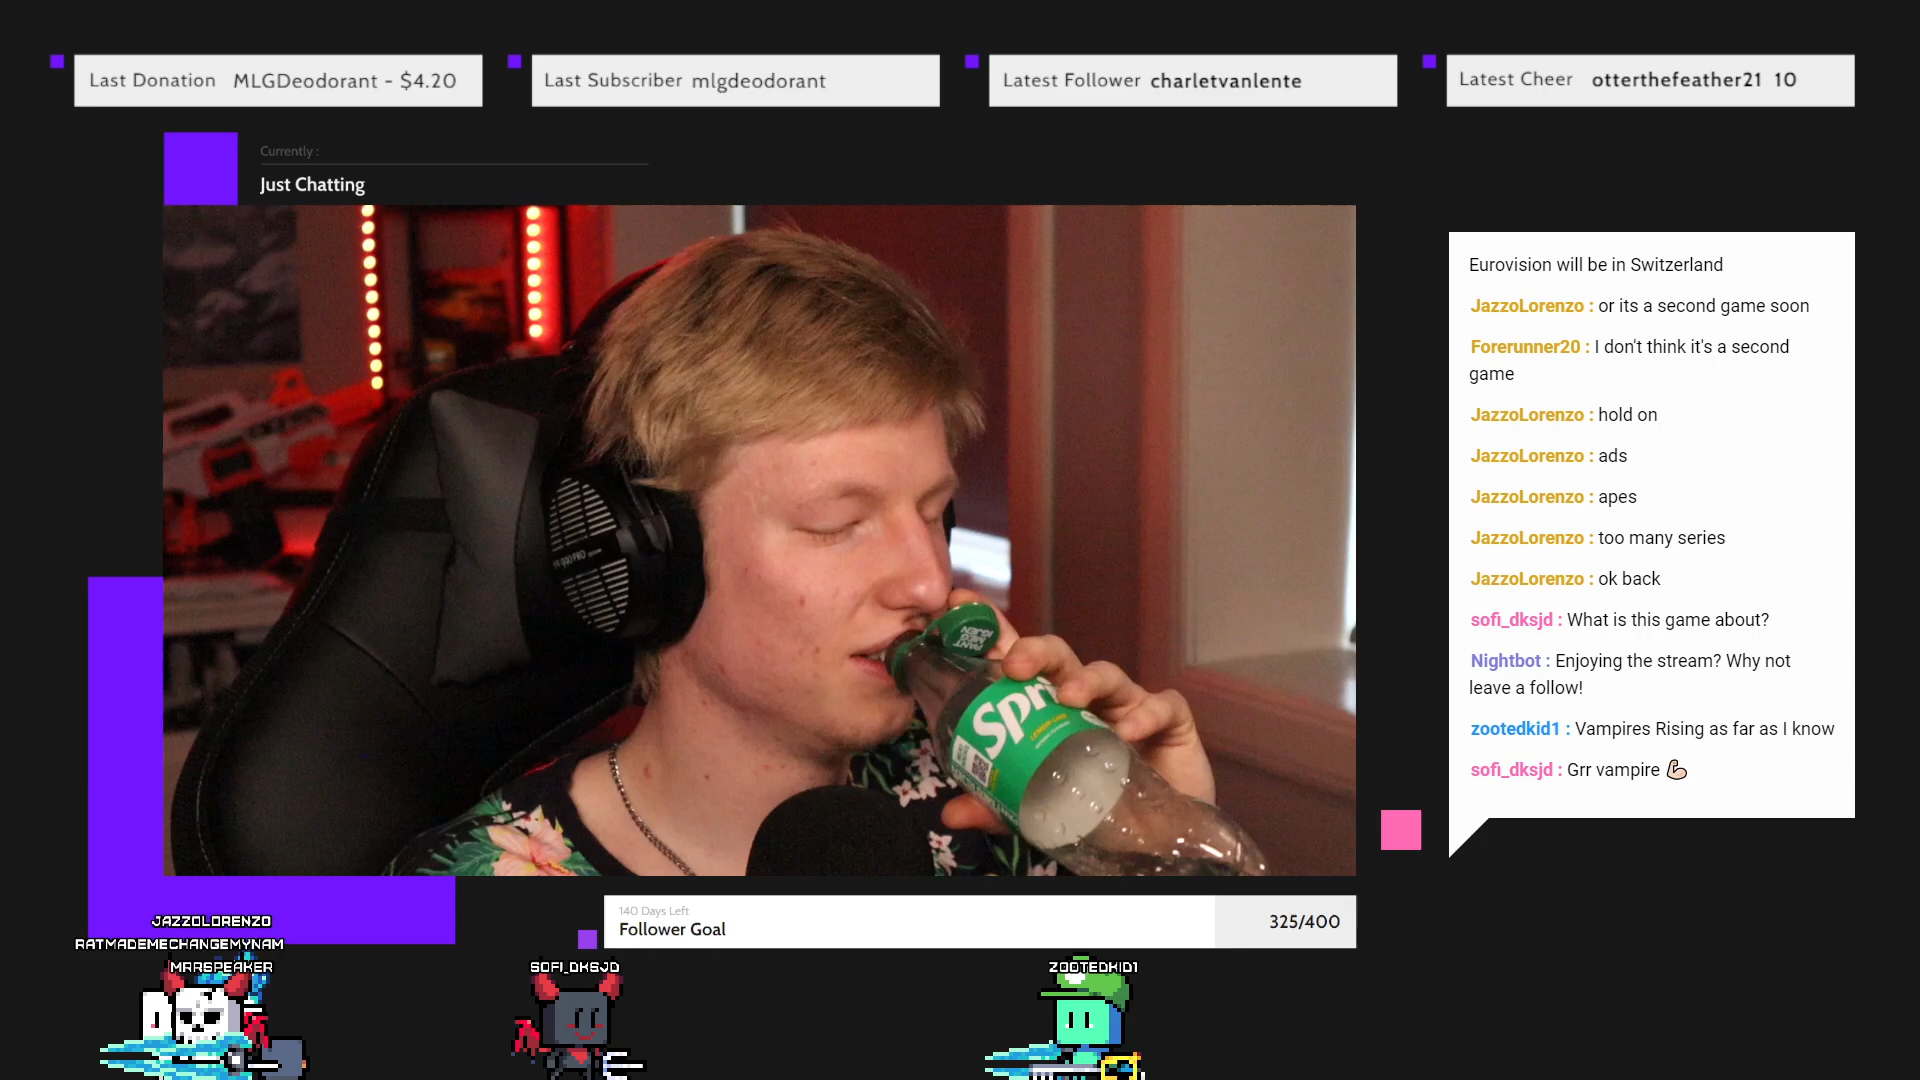 Last Donation MLGDeodorant - $4.20
Last Subscriber mlgdeodorant
Latest Follower charletvanlente
Latest Cheer otterthefeather21 10
Currently :
Just Chatting
Eurovision will be in Switzerland
JazzoLorenzo : or its a second game soon
Forerunner20 : I don't think it's a second
game
JazzoLorenzo : hold on
JazzoLorenzo : ads
JazzoLorenzo : apes
JazzoLorenzo : too many series
JazzoLorenzo : ok back
sofi_dksjd : What is this game about?
Nightbot : Enjoying the stream? Why not
leave a follow!
zootedkid1 : Vampires Rising as far as I know
sofi_dksjd : Grr vampire 💪🏻
990 PRO
Spri
140 Days Left
Follower Goal
325/400
JAZZOLORENZO
RATMADEMECHANGEMYNAM
MRRSPEAKER
SOFI_DKSJD
ZOOTEDKID1